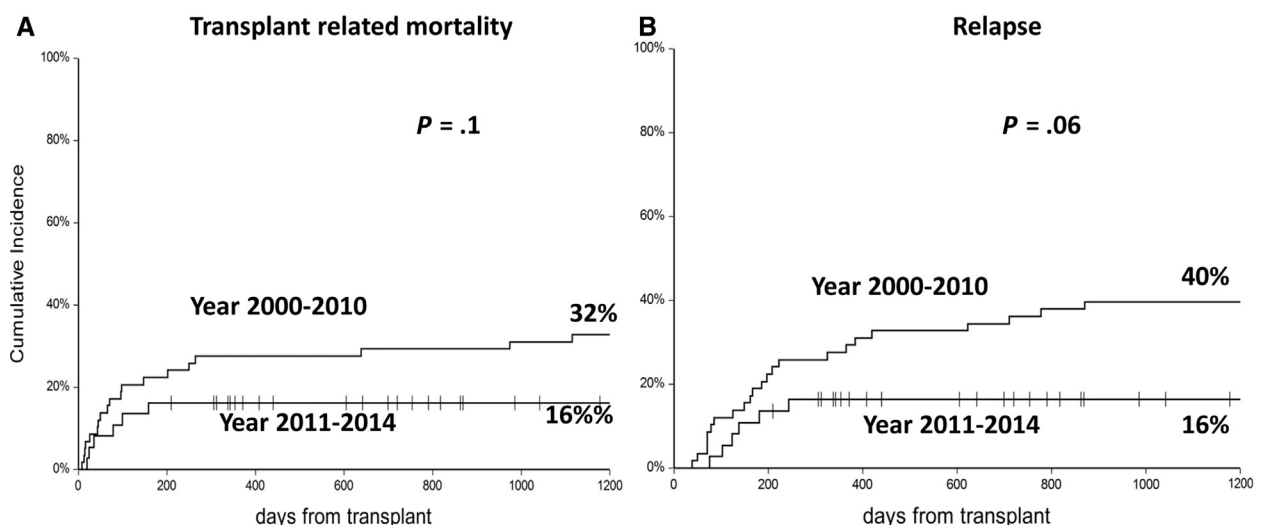 A
Transplant related mortality
100%
80%
60%
40%
20%
0%
Cumulative Incidence
P = .1
Year 2000-2010
32%
Year 2011-2014
16%%
0 200 400 600 800 1000 1200
days from transplant
B
Relapse
100%
80%
60%
40%
20%
0%
P = .06
Year 2000-2010
40%
Year 2011-2014
16%
0 200 400 600 800 1000 1200
days from transplant